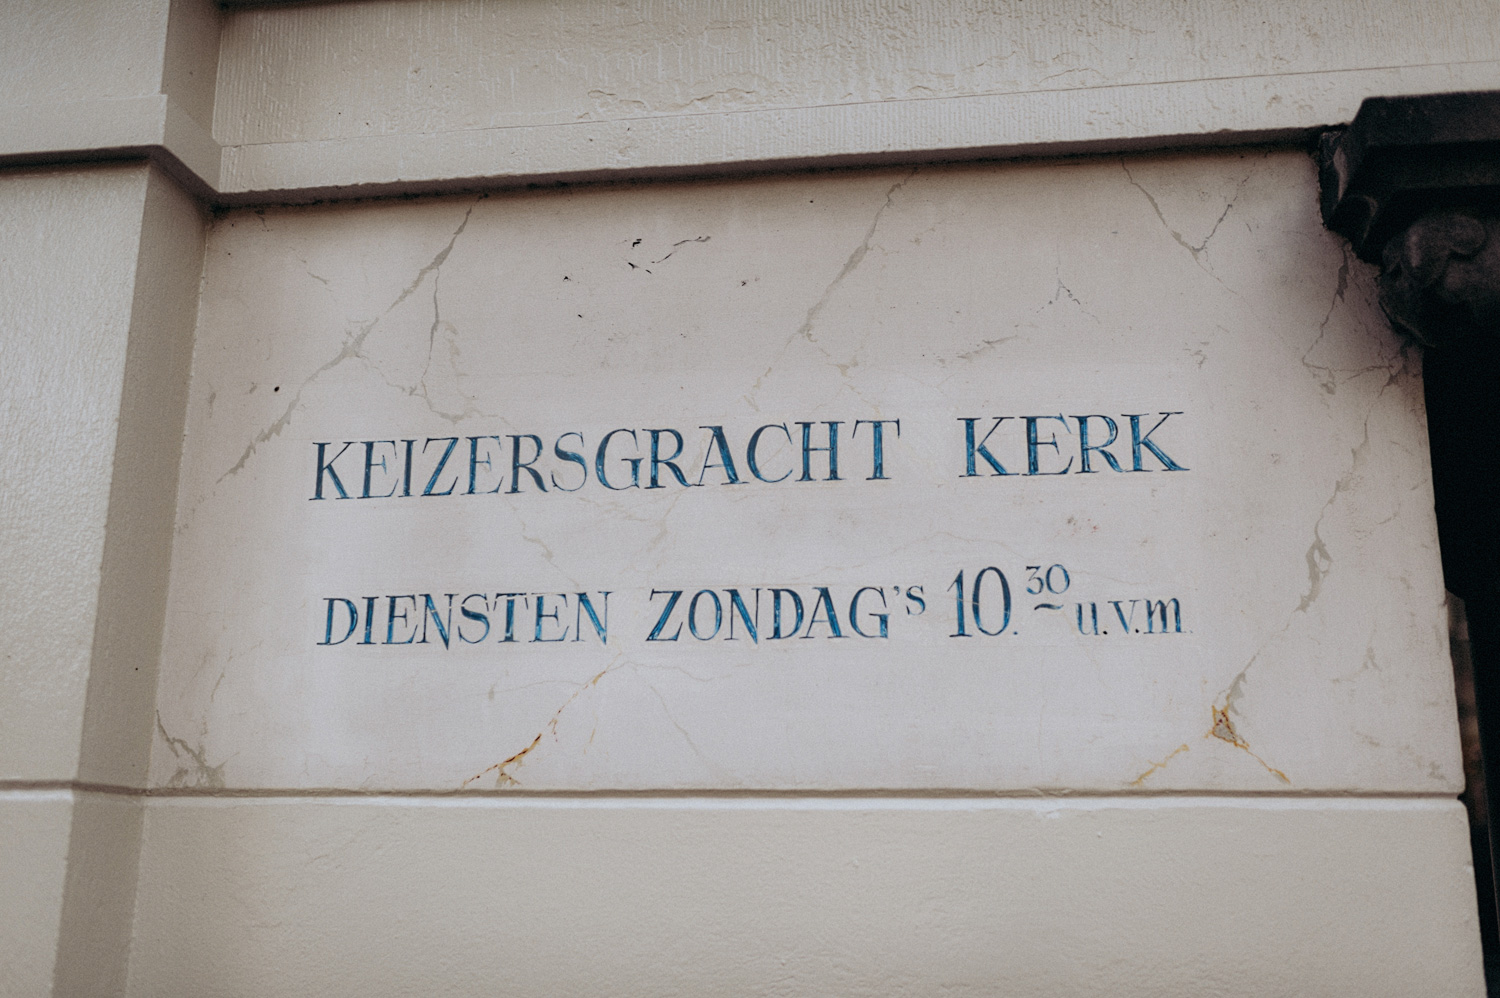 KEIZERSGRACHT KERK
DIENSTEN ZONDAG'S 10.30 u.v.m.